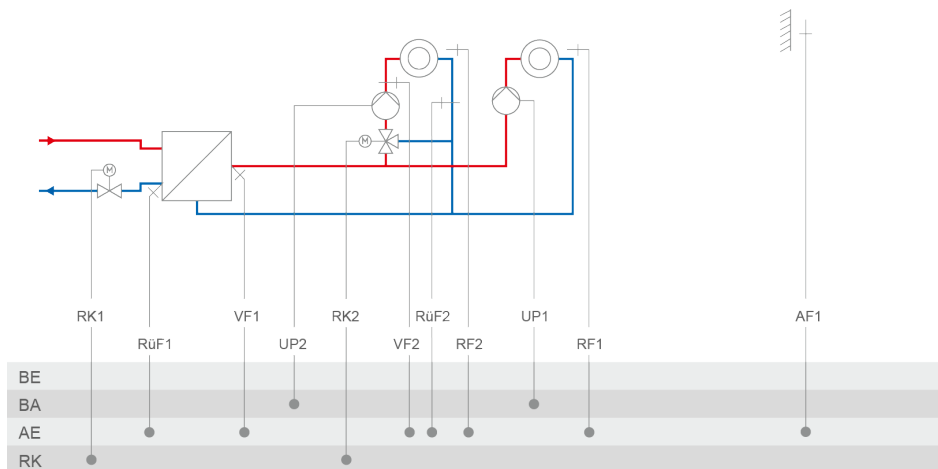 M
M
RK1 VF1 RK2 RüF2 UP1 AF1
RüF1 UP2 VF2 RF2 RF1
BE
BA
AE
RK